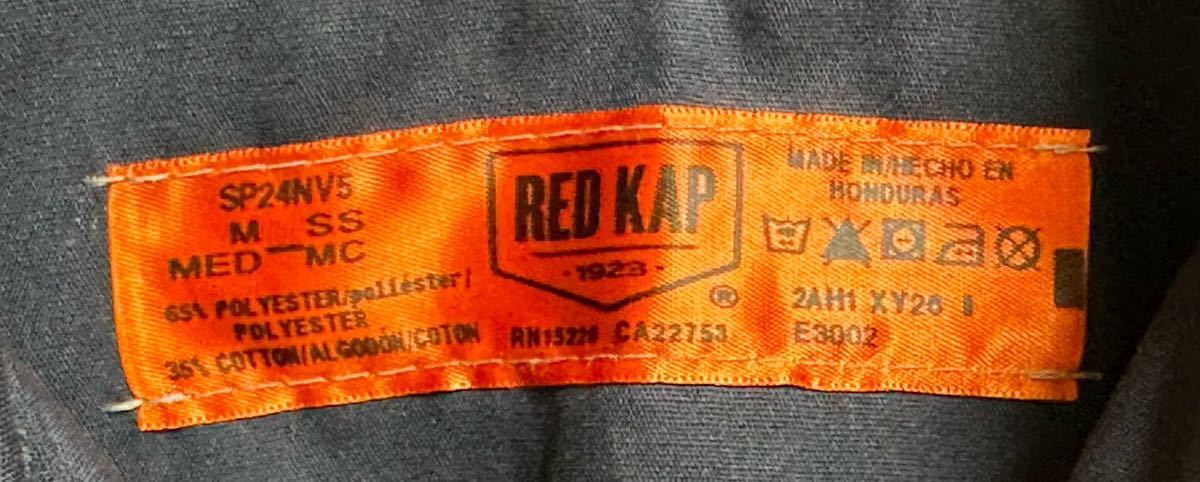 SP24NV5
M SS
MED — MC
65% POLYESTER/poliéster/
POLYESTER
35% COTTON/ALGODÓN/COTON
RED KAP
·1923·
®
RN15226 CA22753
MADE IN/HECHO EN
HONDURAS
2AH1 XY26
E3002